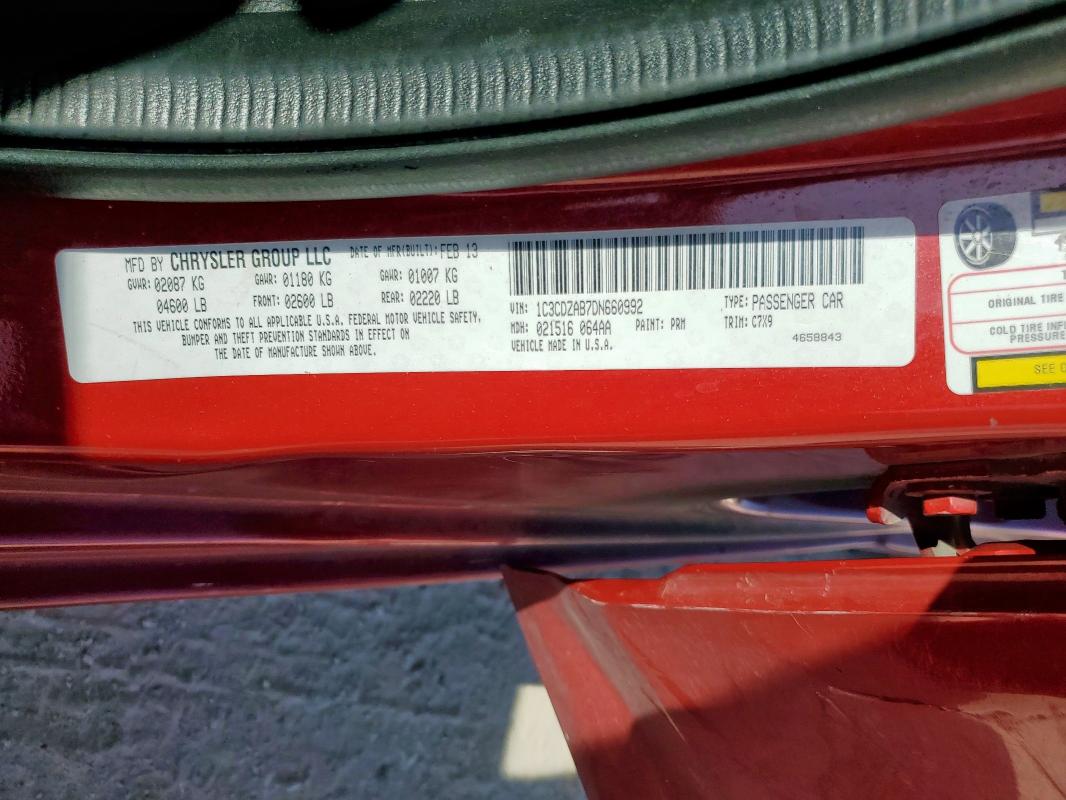 MFD BY CHRYSLER GROUP LLC DATE OF MFR(BUILT): FEB 13
GVWR: 02087 KG GAWR: 01180 KG GAWR: 01007 KG
04600 LB FRONT: 02600 LB REAR: 02220 LB
THIS VEHICLE CONFORMS TO ALL APPLICABLE U.S.A. FEDERAL MOTOR VEHICLE SAFETY,
BUMPER AND THEFT PREVENTION STANDARDS IN EFFECT ON
THE DATE OF MANUFACTURE SHOWN ABOVE.
VIN: 1C3CDZAB7DN660992 TYPE: PASSENGER CAR
MDH: 021516 064AA PAINT: PRM TRIM: C7X9
VEHICLE MADE IN U.S.A. 4658843
ORIGINAL TIRE
COLD TIRE INFL
PRESSURE
SEE